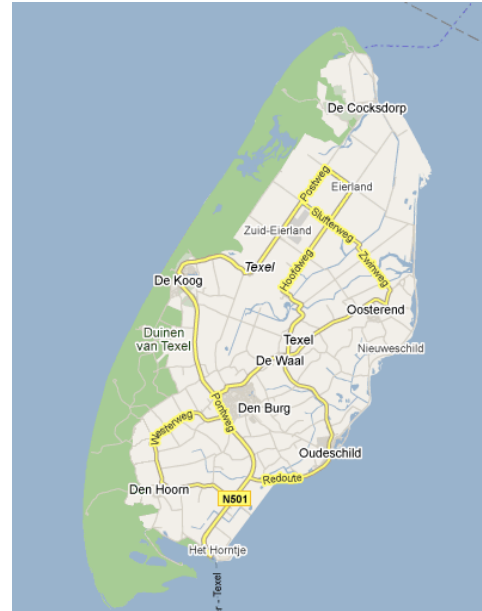 De Cocksdorp
Postweg
Eierland
Slufterweg
Zuid-Eierland
Zwinweg
Texel
Hoofdweg
De Koog
Oosterend
Duinen
van Texel
Texel
Nieuweschild
De Waal
Pontweg
Den Burg
Westerweg
Oudeschild
Redoute
Den Hoorn
N501
Het Horntje
r - Texel